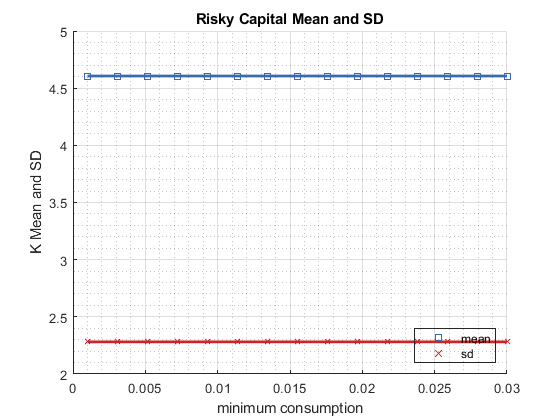 Risky Capital Mean and SD
5
4.5
4
3.5
3
2.5
2
K Mean and SD
0
0.005
0.01
0.015
0.02
0.025
0.03
minimum consumption
mean
sd